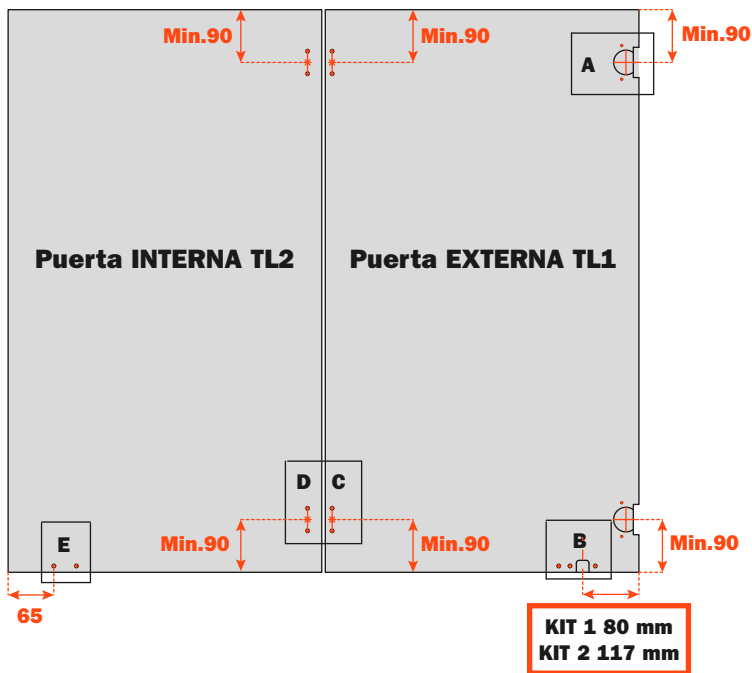 Min.90
Min.90
A
Min.90
Puerta INTERNA TL2
Puerta EXTERNA TL1
D
C
E
Min.90
Min.90
B
Min.90
65
KIT 1 80 mm
KIT 2 117 mm